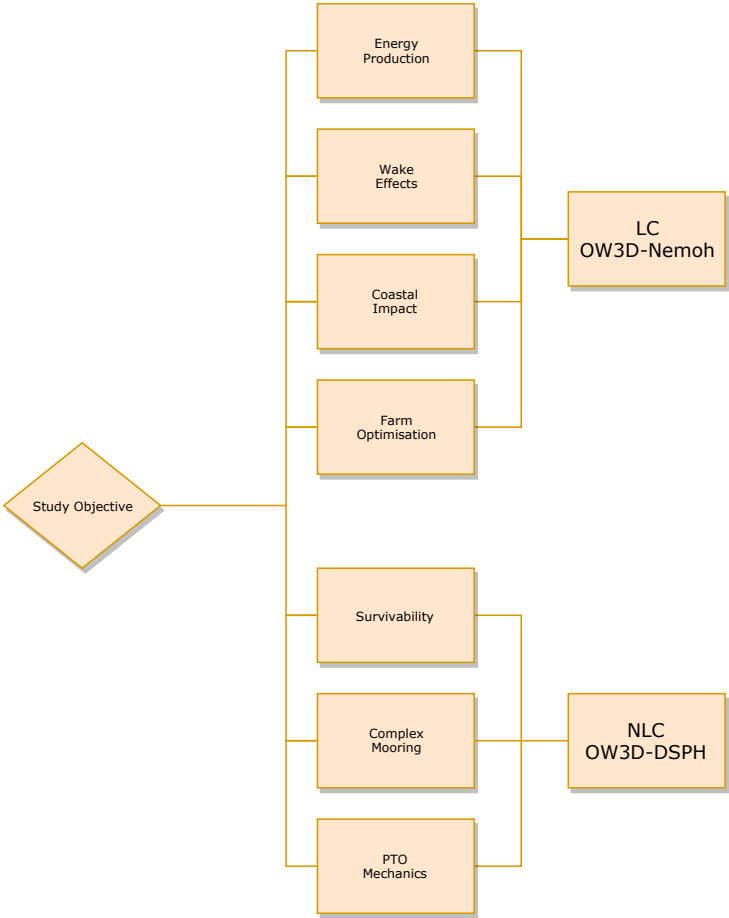 Energy
Production
Wake
Effects
LC
OW3D-Nemoh
Coastal
Impact
Farm
Optimisation
Study Objective
Survivability
Complex
Mooring
NLC
OW3D-DSPH
PTO
Mechanics